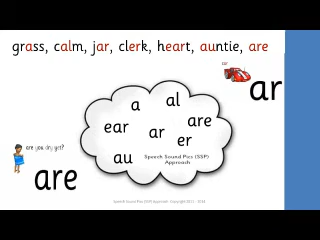 grass, calm, jar, clerk, heart, auntie, are
car
ar
a
al
ear
ar
are
er
au
Speech Sound Pics (SSP)
Approach
are you dry yet?
are
Speech Sound Pics (SSP) Approach Copyright 2011 - 2014